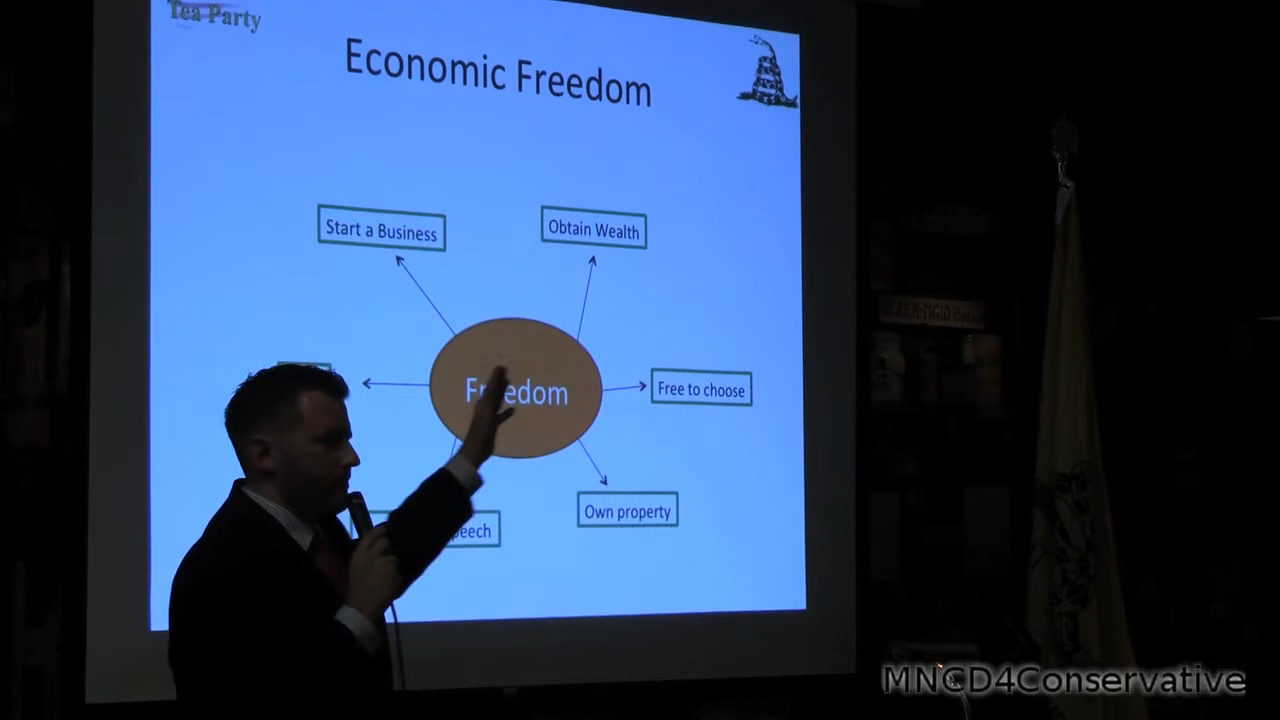 Tea Party
Economic Freedom
Start a Business
Obtain Wealth
Freedom
Free to choose
Own property
MNCD4Conservative